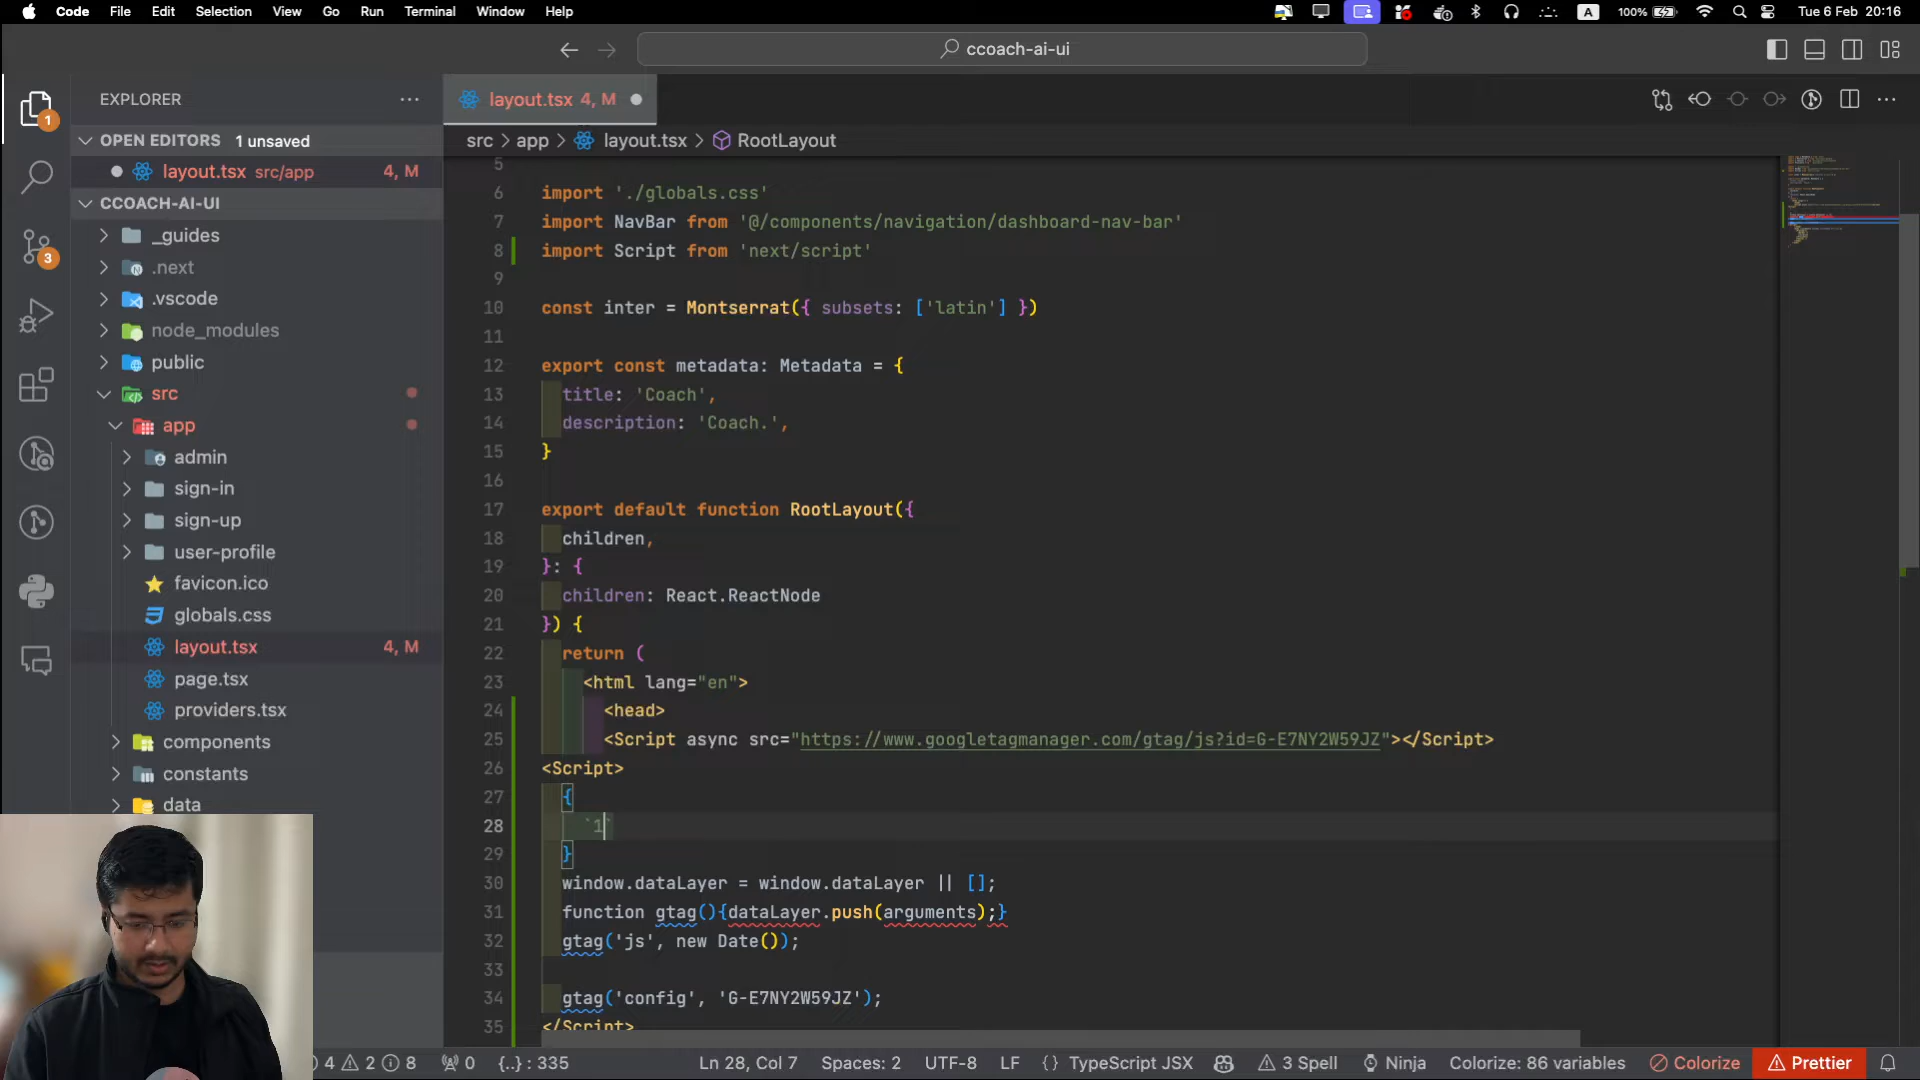 Code File Edit Selection View Go Run Terminal Window Help
A 100% Tue 6 Feb 20:16
ccoach-ai-ui
EXPLORER
OPEN EDITORS 1 unsaved
layout.tsx src/app 4, M
CCOACH-AI-UI
_guides
.next
.vscode
node_modules
public
src
app
admin
sign-in
sign-up
user-profile
favicon.ico
globals.css
layout.tsx 4, M
page.tsx
providers.tsx
components
constants
data
1
3
layout.tsx 4, M
src > app > layout.tsx > RootLayout
5
6 import './globals.css'
7 import NavBar from '@/components/navigation/dashboard-nav-bar'
8 import Script from 'next/script'
9
10 const inter = Montserrat({ subsets: ['latin'] })
11
12 export const metadata: Metadata = {
13 title: 'Coach',
14 description: 'Coach.',
15 }
16
17 export default function RootLayout({
18 children,
19 }: {
20 children: React.ReactNode
21 }) {
22 return (
23 <html lang="en">
24 <head>
25 <Script async src="https://www.googletagmanager.com/gtag/js?id=G-E7NY2W59JZ"></Script>
26 <Script>
27 {
28 `1`
29 }
30 window.dataLayer = window.dataLayer || [];
31 function gtag(){dataLayer.push(arguments);}
32 gtag('js', new Date());
33
34 gtag('config', 'G-E7NY2W59JZ');
35 </Script>
4 2 8 0 {..} : 335 Ln 28, Col 7 Spaces: 2 UTF-8 LF {} TypeScript JSX 3 Spell Ninja Colorize: 86 variables Colorize Prettier